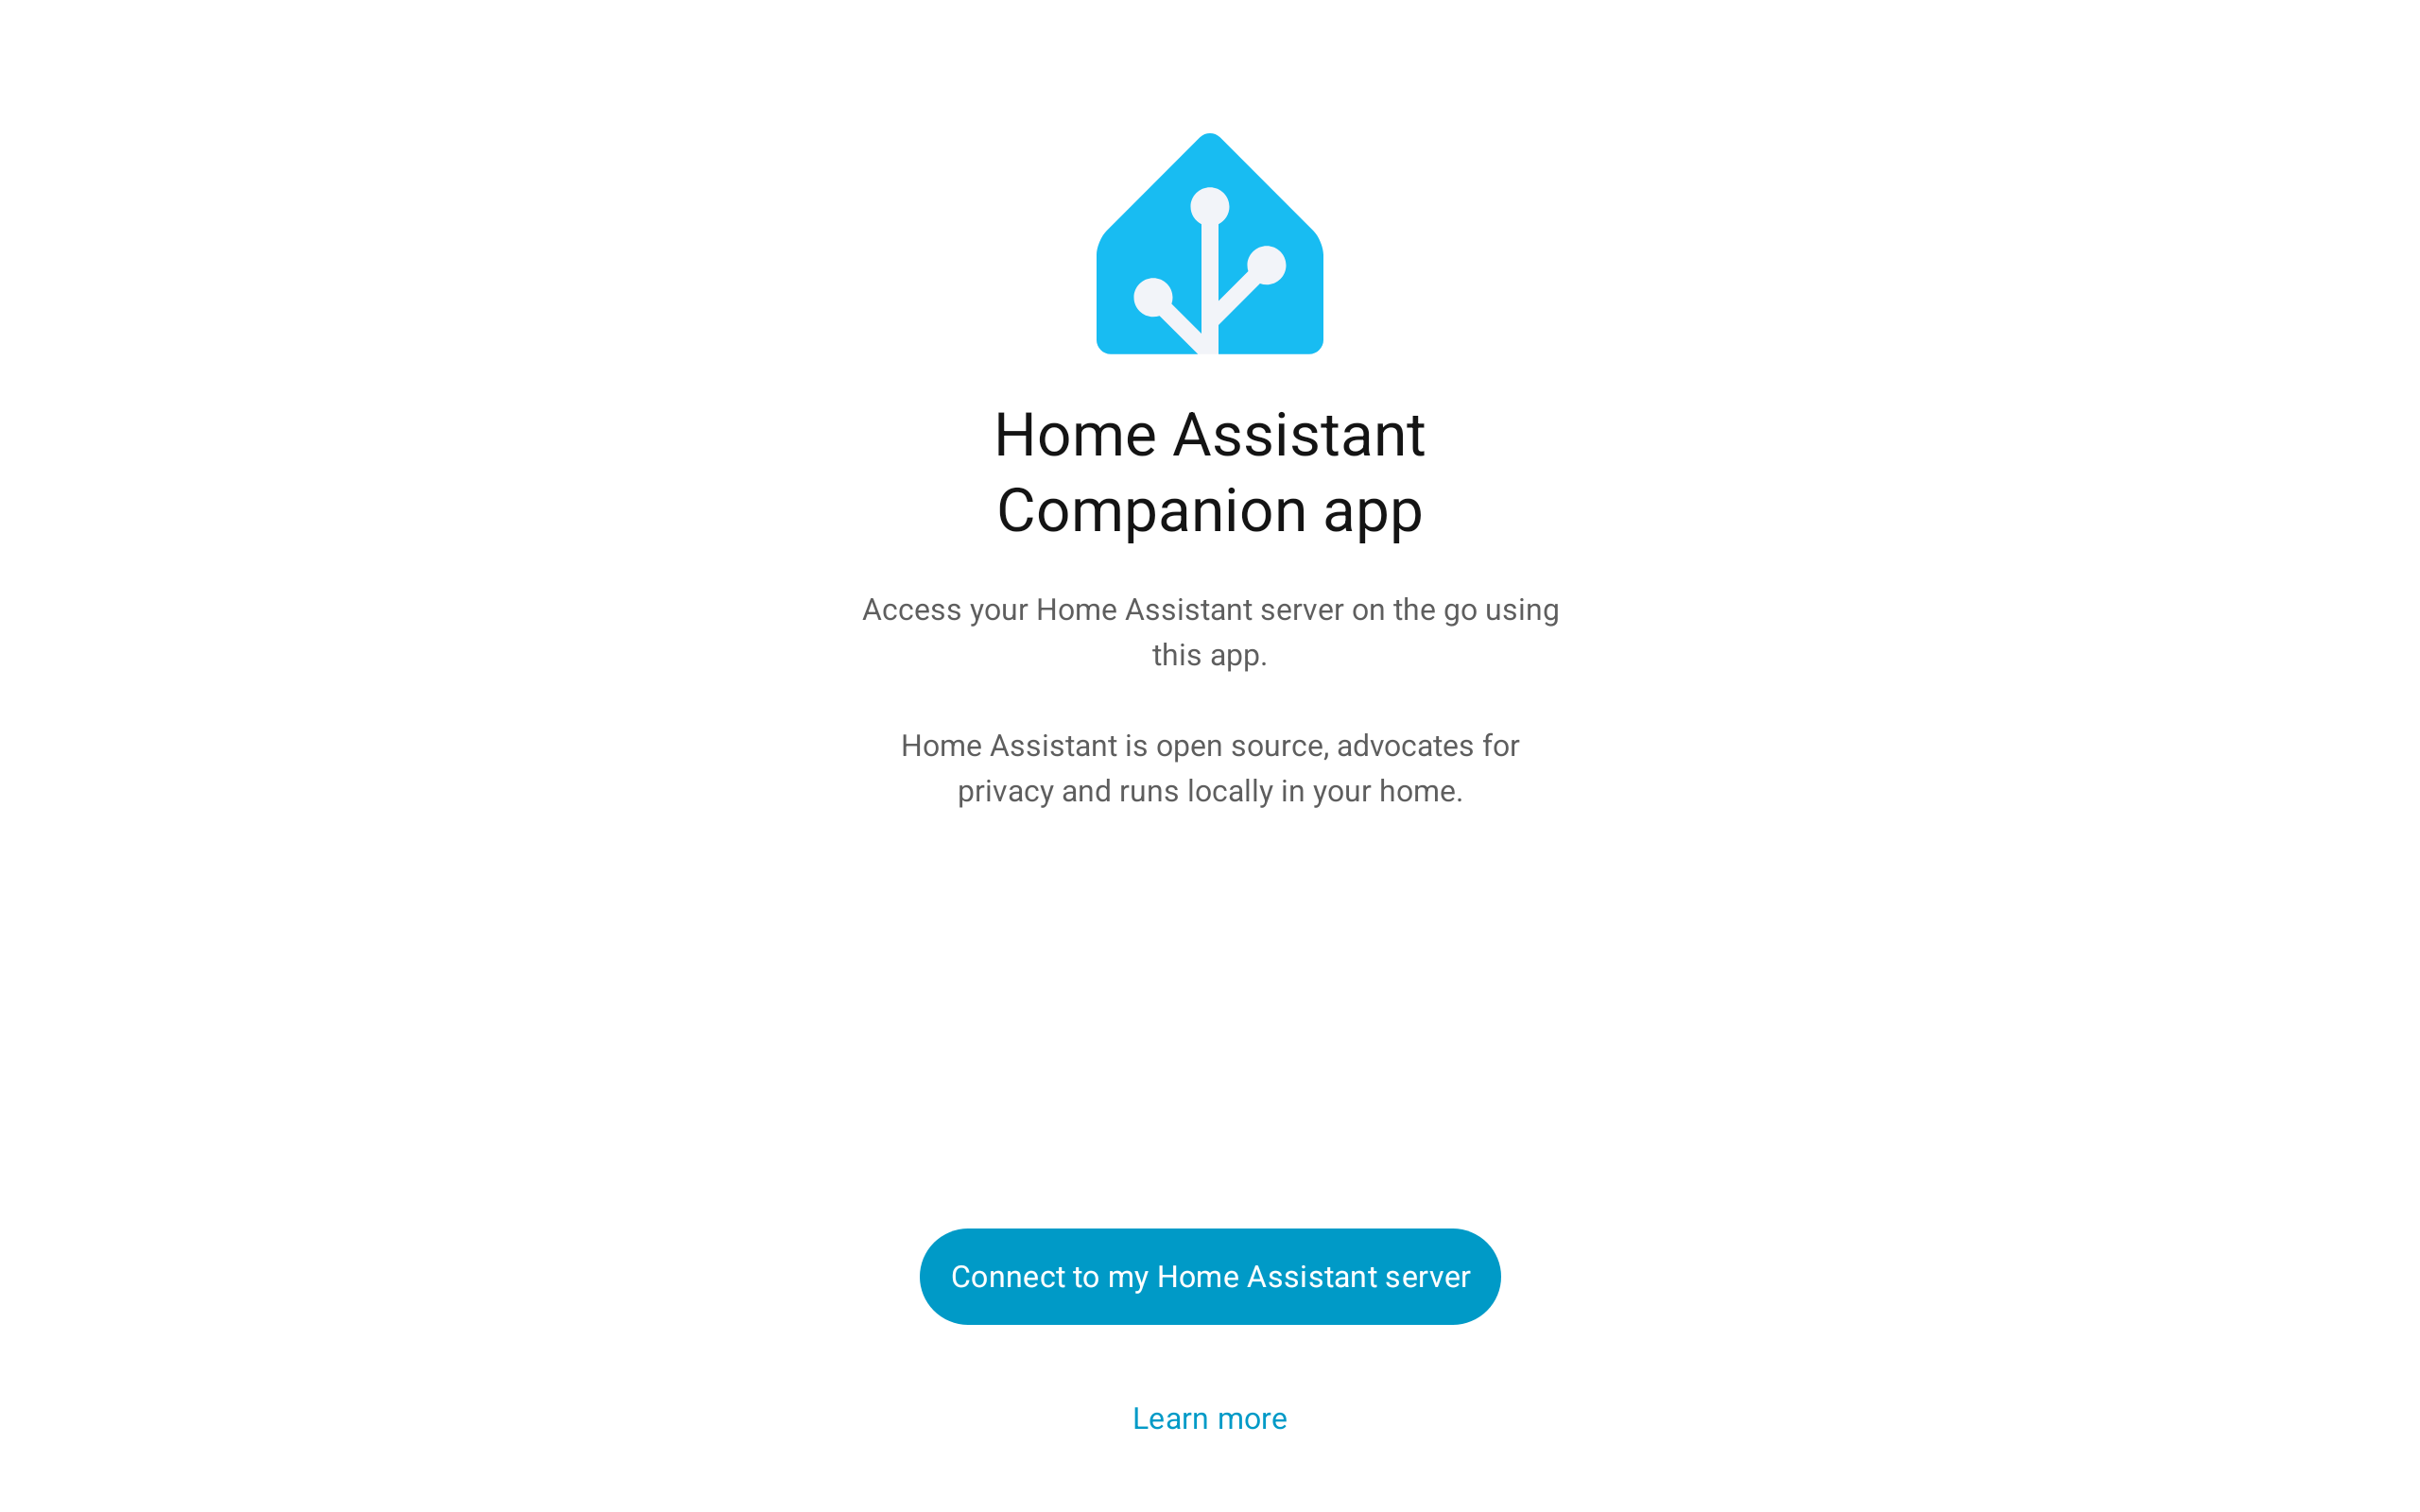 Home Assistant
Companion app
Access your Home Assistant server on the go using
this app.
Home Assistant is open source, advocates for
privacy and runs locally in your home.
Connect to my Home Assistant server
Learn more